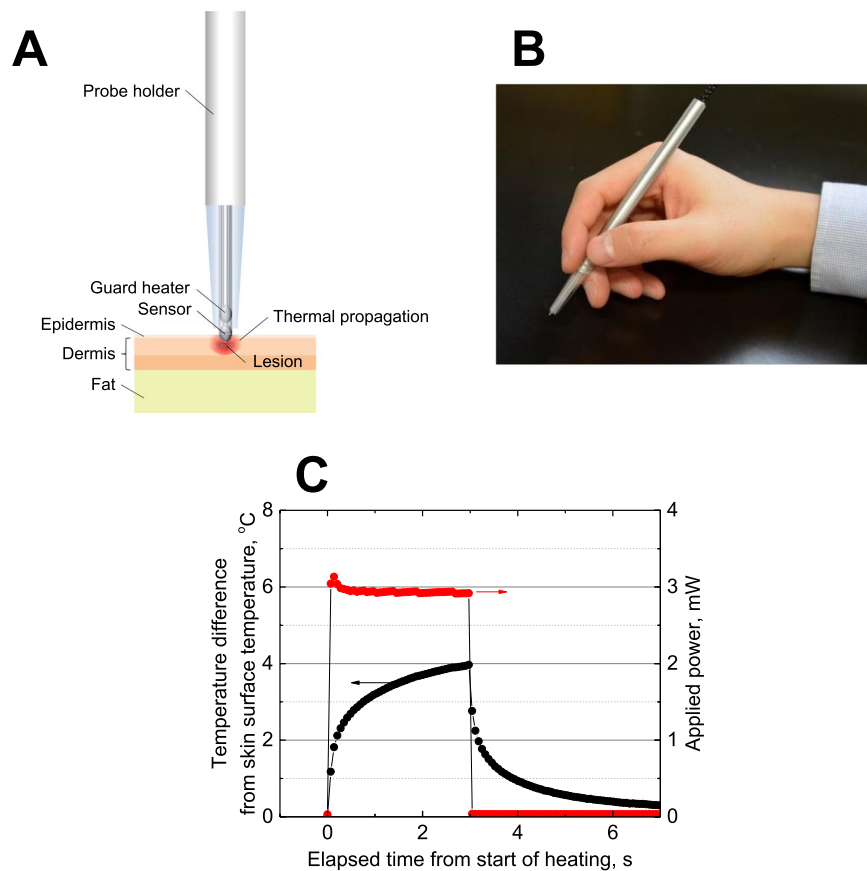 A
Probe holder
Guard heater
Sensor
Thermal propagation
Epidermis
Dermis
Lesion
Fat
B
C
8
6
4
2
0
4
3
2
1
0
0
2
4
6
Temperature difference
from skin surface temperature, °C
Applied power, mW
Elapsed time from start of heating, s